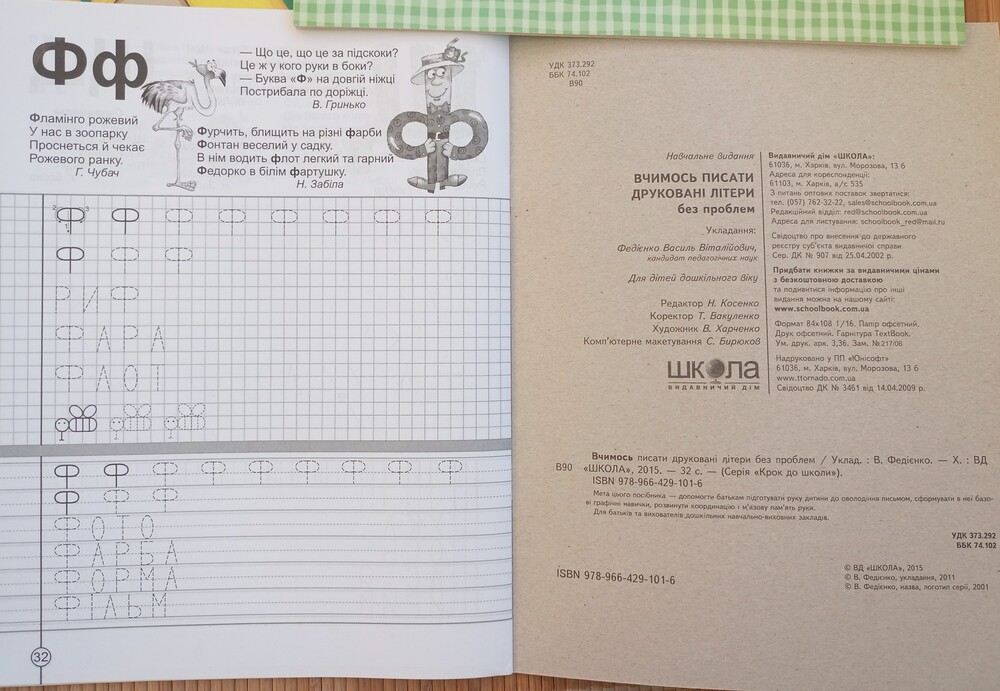 Фф
— Що це, що це за підскоки?
Це ж у кого руки в боки?
— Буква «Ф» на довгій ніжці
Пострибала по доріжці.
В. Гринько
Фламінго рожевий
У нас в зоопарку
Проснеться й чекає
Рожевого ранку.
Г. Чубач
Фурчить, блищить на різні фарби
Фонтан веселий у садку.
В нім водить флот легкий та гарний
Федорко в білім фартушку.
Н. Забіла
Ф Ф Ф Ф Ф Ф Ф Ф
Ф Ф Ф
РИФ
ФАРА
ФЛОТ
Ф Ф Ф Ф Ф Ф Ф Ф Ф
Ф Ф Ф
ФОТО
ФАРБА
ФОРМА
ФІЛЬМ
32
УДК 373.292
ББК 74.102
В90
Навчальне видання
ВЧИМОСЬ ПИСАТИ
ДРУКОВАНІ ЛІТЕРИ
без проблем
Укладання:
Федієнко Василь Віталійович,
кандидат педагогічних наук
Для дітей дошкільного віку
Редактор Н. Косенко
Коректор Т. Вакуленко
Художник В. Харченко
Комп'ютерне макетування С. Бирюков
школа
ВИДАВНИЧИЙ ДІМ
Видавничий дім «ШКОЛА»:
61036, м. Харків, вул. Морозова, 13 б
Адреса для кореспонденції:
61103, м. Харків, а/с 535
З питань оптових поставок звертатися:
тел. (057) 762-32-22, sales@schoolbook.com.ua
Редакційний відділ: red@schoolbook.com.ua
Адреса для листування: schoolbook_red@mail.ru
Свідоцтво про внесення до державного
реєстру суб'єкта видавничої справи
Сер. ДК № 907 від 25.04.2002 р.
Придбати книжки за видавничими цінами
з безкоштовною доставкою
та подивитися інформацію про інші
видання можна на нашому сайті:
www.schoolbook.com.ua
Формат 84х108 1/16. Папір офсетний.
Друк офсетний. Гарнітура TextBook.
Ум. друк. арк. 3,36. Зам. № 217/06
Надруковано у ПП «Юнісофт»
61036, м. Харків, вул. Морозова, 13 б
www.ttornado.com.ua
Свідоцтво ДК № 3461 від 14.04.2009 р.
Вчимось писати друковані літери без проблем / Уклад. : В. Федієнко. — Х. : ВД
В90 «ШКОЛА», 2015. — 32 с. — (Серія «Крок до школи»).
ISBN 978-966-429-101-6
Мета цього посібника — допомогти батькам підготувати руку дитини до оволодіння письмом, сформувати в неї базо-
ві графічні навички, розвинути координацію і м'язову пам'ять руки.
Для батьків та вихователів дошкільних навчально-виховних закладів.
УДК 373.292
ББК 74.102
ISBN 978-966-429-101-6
© ВД «ШКОЛА», 2015
© В. Федієнко, укладання, 2011
© В. Федієнко, назва, логотип серії, 2001